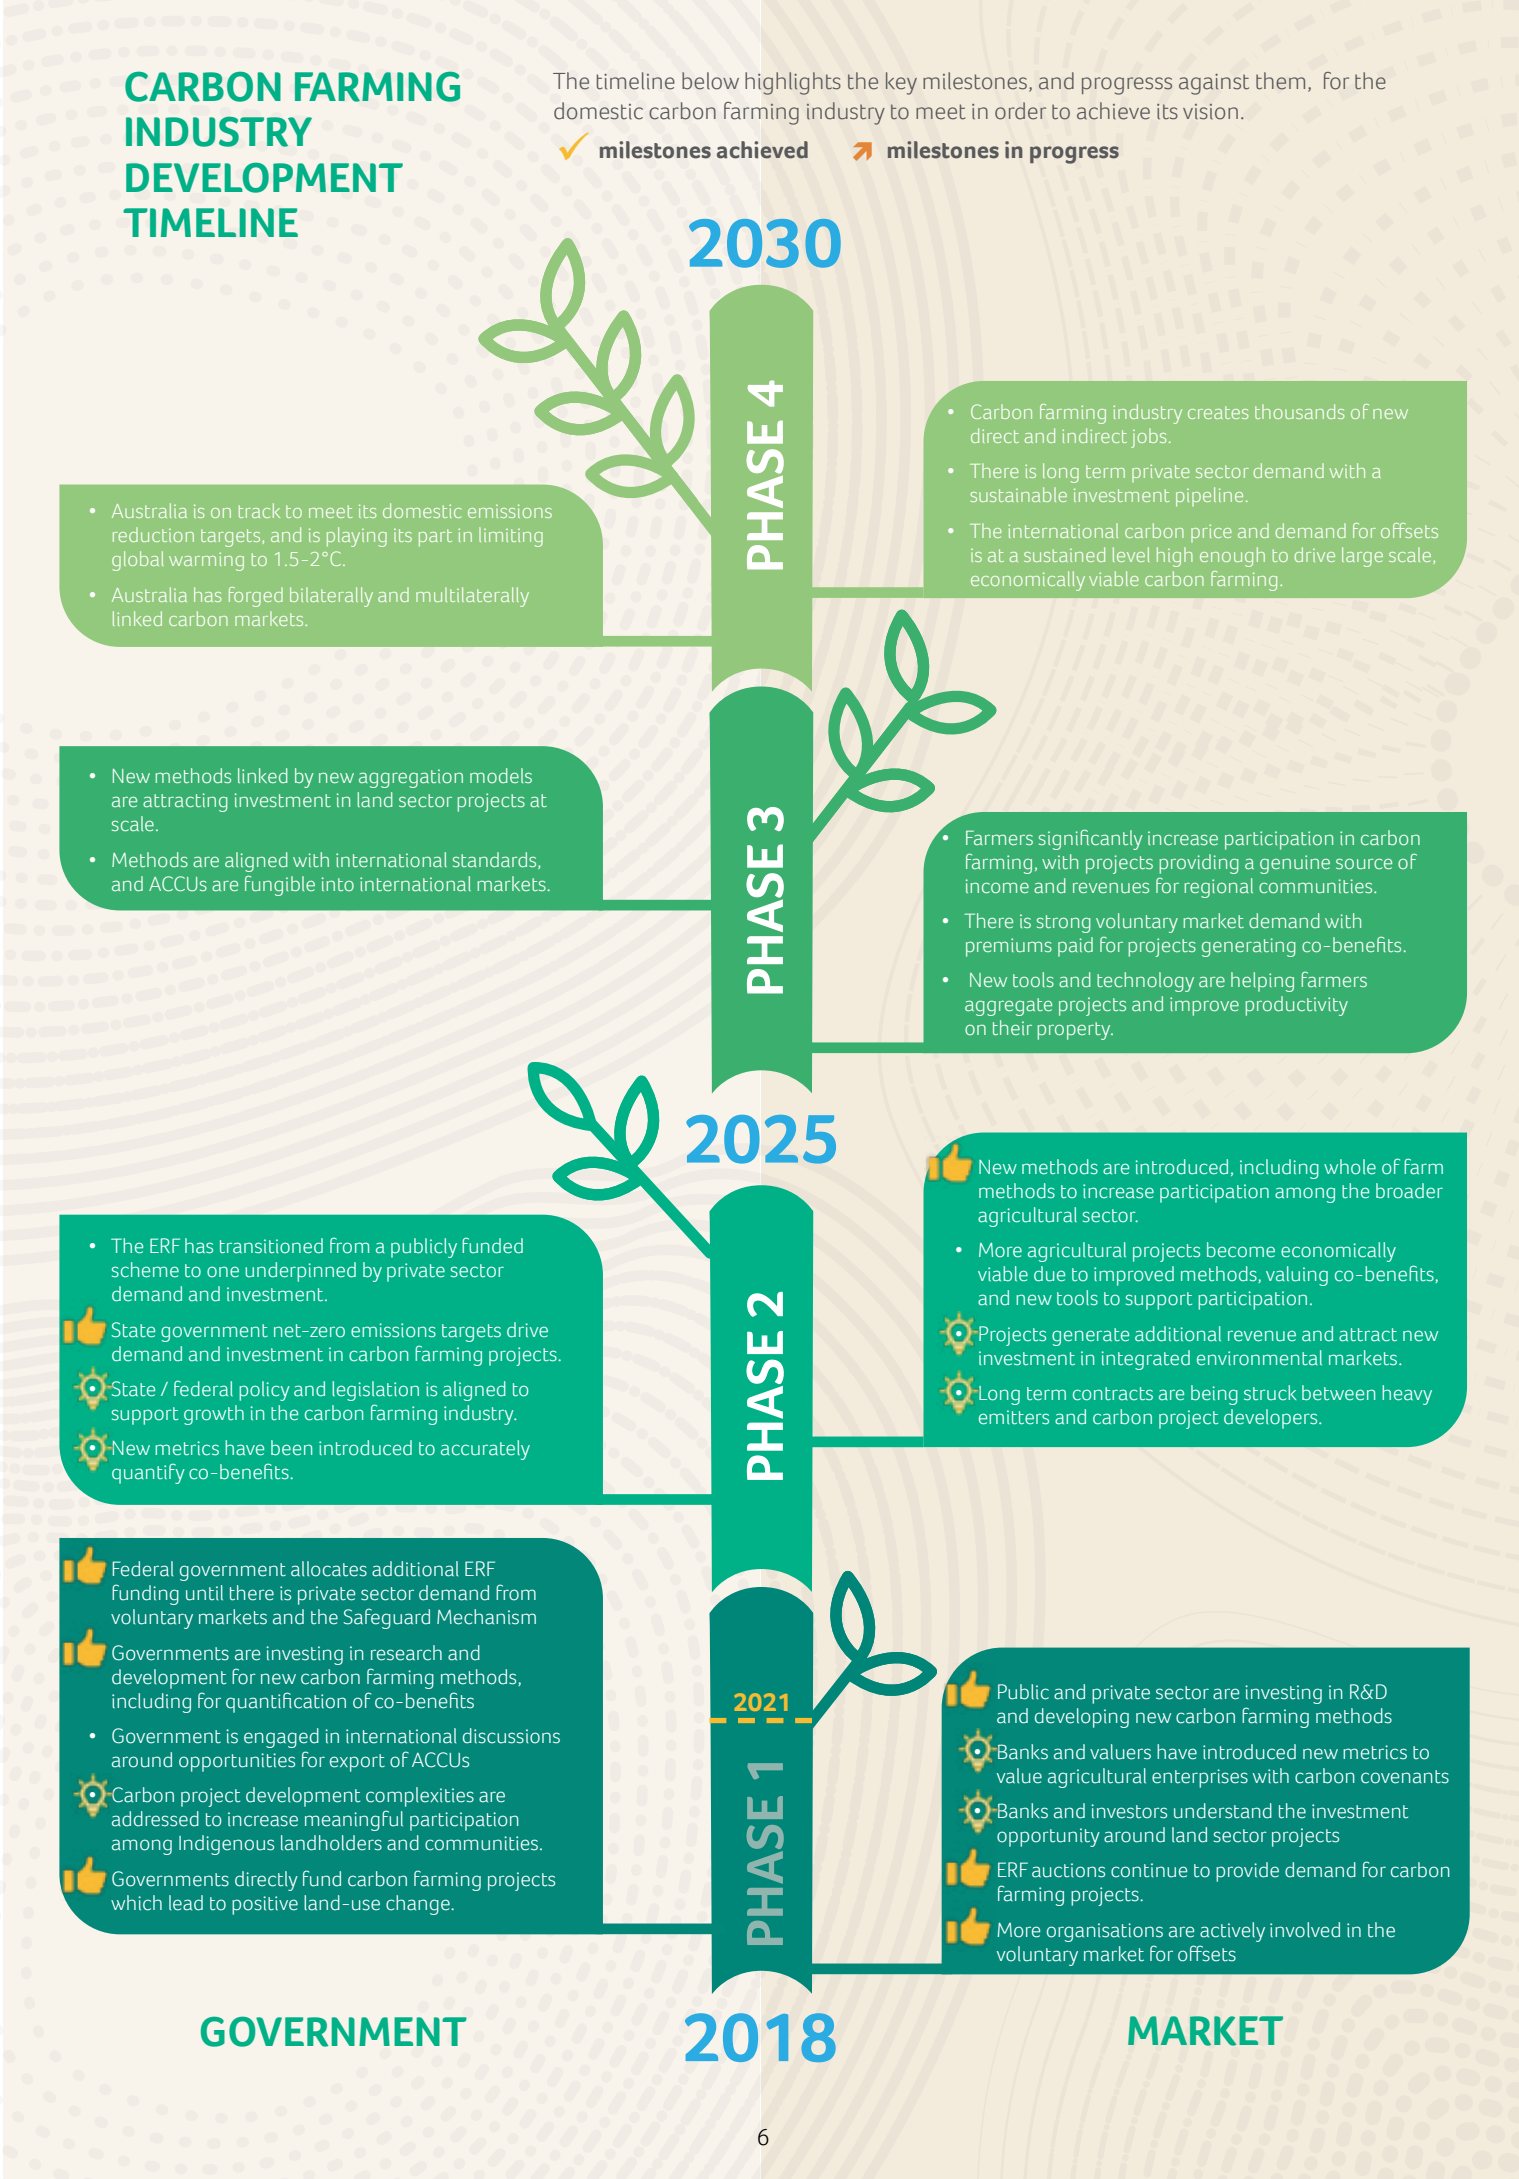 CARBON FARMING
INDUSTRY
DEVELOPMENT
TIMELINE
The timeline below highlights the key milestones, and progresss against them, for the
domestic carbon farming industry to meet in order to achieve its vision.
milestones achieved
milestones in progress
2030
PHASE 4
• Carbon farming industry creates thousands of new
direct and indirect jobs.
• There is long term private sector demand with a
sustainable investment pipeline.
• The international carbon price and demand for offsets
is at a sustained level high enough to drive large scale,
economically viable carbon farming.
• Australia is on track to meet its domestic emissions
reduction targets, and is playing its part in limiting
global warming to 1.5-2°C.
• Australia has forged bilaterally and multilaterally
linked carbon markets.
PHASE 3
• New methods linked by new aggregation models
are attracting investment in land sector projects at
scale.
• Methods are aligned with international standards,
and ACCUs are fungible into international markets.
• Farmers significantly increase participation in carbon
farming, with projects providing a genuine source of
income and revenues for regional communities.
• There is strong voluntary market demand with
premiums paid for projects generating co-benefits.
• New tools and technology are helping farmers
aggregate projects and improve productivity
on their property.
2025
PHASE 2
New methods are introduced, including whole of farm
methods to increase participation among the broader
agricultural sector.
• More agricultural projects become economically
viable due to improved methods, valuing co-benefits,
and new tools to support participation.
Projects generate additional revenue and attract new
investment in integrated environmental markets.
Long term contracts are being struck between heavy
emitters and carbon project developers.
• The ERF has transitioned from a publicly funded
scheme to one underpinned by private sector
demand and investment.
State government net-zero emissions targets drive
demand and investment in carbon farming projects.
State / federal policy and legislation is aligned to
support growth in the carbon farming industry.
New metrics have been introduced to accurately
quantify co-benefits.
Federal government allocates additional ERF
funding until there is private sector demand from
voluntary markets and the Safeguard Mechanism
Governments are investing in research and
development for new carbon farming methods,
including for quantification of co-benefits
• Government is engaged in international discussions
around opportunities for export of ACCUs
Carbon project development complexities are
addressed to increase meaningful participation
among Indigenous landholders and communities.
Governments directly fund carbon farming projects
which lead to positive land-use change.
2021
PHASE 1
Public and private sector are investing in R&D
and developing new carbon farming methods
Banks and valuers have introduced new metrics to
value agricultural enterprises with carbon covenants
Banks and investors understand the investment
opportunity around land sector projects
ERF auctions continue to provide demand for carbon
farming projects.
More organisations are actively involved in the
voluntary market for offsets
GOVERNMENT
2018
MARKET
6